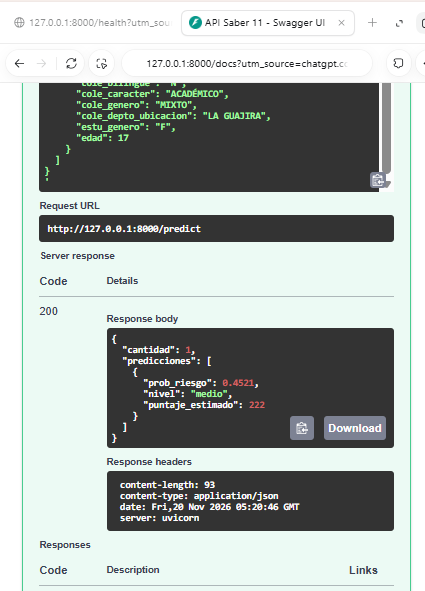 127.0.0.1:8000/health?utm_sou
API Saber 11 - Swagger UI
127.0.0.1:8000/docs?utm_source=chatgpt.c
"cole_bilingue": "N",
"cole_caracter": "ACADÉMICO",
"cole_genero": "MIXTO",
"cole_depto_ubicacion": "LA GUAJIRA",
"estu_genero": "F",
"edad": 17
}
]
}
'
Request URL
http://127.0.0.1:8000/predict
Server response
Code Details
200
Response body
{
"cantidad": 1,
"predicciones": [
{
"prob_riesgo": 0.4521,
"nivel": "medio",
"puntaje_estimado": 222
}
]
}
Download
Response headers
content-length: 93
content-type: application/json
date: Fri,20 Nov 2026 05:20:46 GMT
server: uvicorn
Responses
Code Description Links